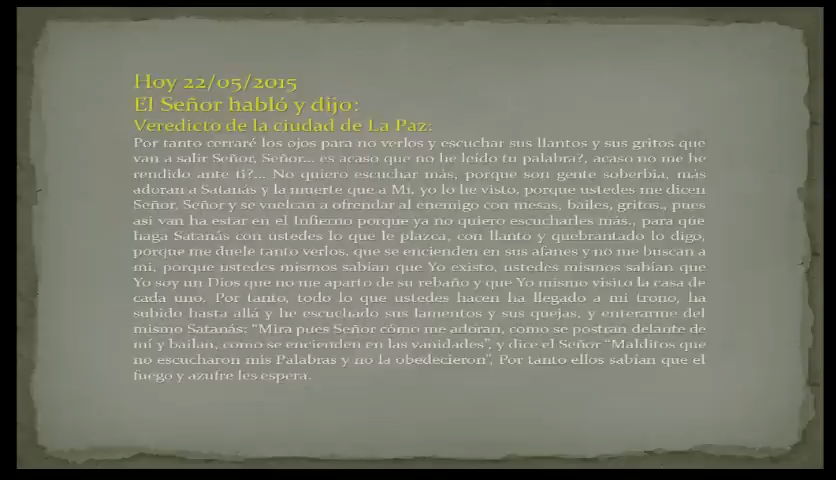 Hoy 22/05/2015
El Señor habló y dijo:
Veredicto de la ciudad de La Paz:
Por tanto cerraré los ojos para no verlos y escuchar sus llantos y sus gritos que
van a salir Señor, Señor... es acaso que no he leído tu palabra?, acaso no me he
rendido ante ti?... No quiero escuchar más, porque son gente soberbia, más
adoran a Satanás y la muerte que a Mi, yo lo he visto, porque ustedes me dicen
Señor, Señor y se vuelcan a ofrendar al enemigo con mesas, bailes, gritos., pues
asi van ha estar en el Infierno porque ya no quiero escucharles más., para que
haga Satanás con ustedes lo que le plazca, con llanto y quebrantado lo digo,
porque me duele tanto verlos, que se encienden en sus afanes y no me buscan a
mi, porque ustedes mismos sabían que Yo existo, ustedes mismos sabían que
Yo soy un Dios que no me aparto de su rebaño y que Yo mismo visito la casa de
cada uno. Por tanto, todo lo que ustedes hacen ha llegado a mi trono, ha
subido hasta allá y he escuchado sus lamentos y sus quejas, y enterarme del
mismo Satanás: "Mira pues Señor cómo me adoran, como se postran delante de
mí y bailan, como se encienden en las vanidades", y dice el Señor "Malditos que
no escucharon mis Palabras y no la obedecieron", Por tanto ellos sabían que el
fuego y azufre les espera.